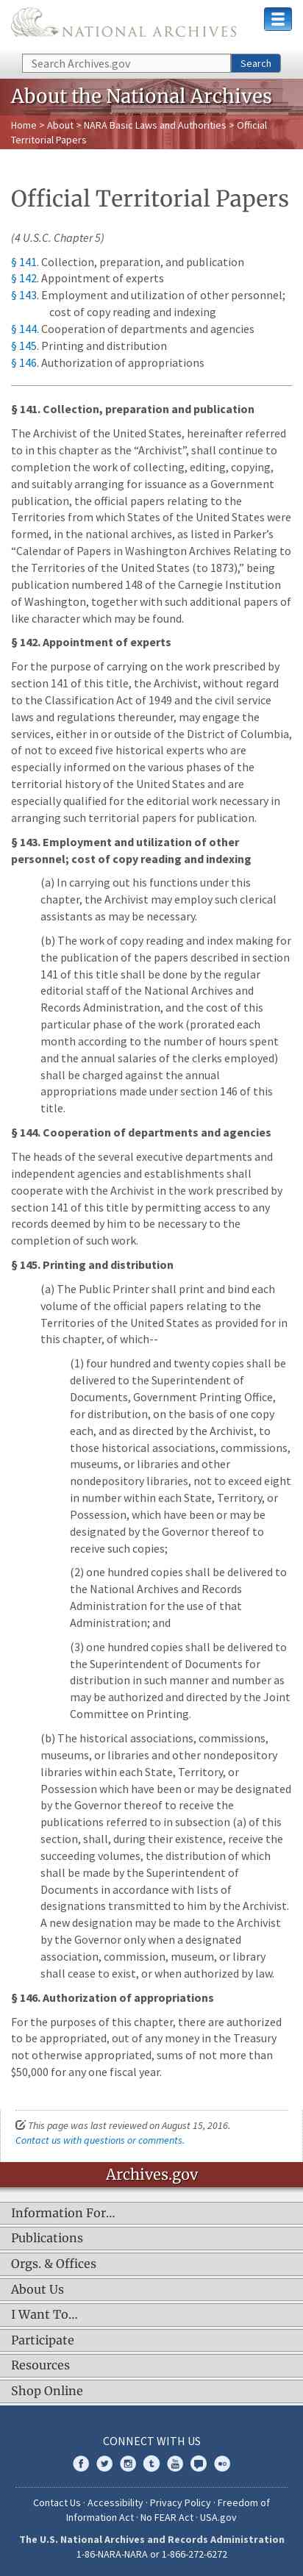 NATIONAL ARCHIVES
Search Archives.gov
Search
About the National Archives
Home > About > NARA Basic Laws and Authorities > Official
Territorial Papers
Official Territorial Papers
(4 U.S.C. Chapter 5)
§ 141. Collection, preparation, and publication
§ 142. Appointment of experts
§ 143. Employment and utilization of other personnel;
cost of copy reading and indexing
§ 144. Cooperation of departments and agencies
§ 145. Printing and distribution
§ 146. Authorization of appropriations
§ 141. Collection, preparation and publication
The Archivist of the United States, hereinafter referred
to in this chapter as the “Archivist”, shall continue to
completion the work of collecting, editing, copying,
and suitably arranging for issuance as a Government
publication, the official papers relating to the
Territories from which States of the United States were
formed, in the national archives, as listed in Parker’s
“Calendar of Papers in Washington Archives Relating to
the Territories of the United States (to 1873),” being
publication numbered 148 of the Carnegie Institution
of Washington, together with such additional papers of
like character which may be found.
§ 142. Appointment of experts
For the purpose of carrying on the work prescribed by
section 141 of this title, the Archivist, without regard
to the Classification Act of 1949 and the civil service
laws and regulations thereunder, may engage the
services, either in or outside of the District of Columbia,
of not to exceed five historical experts who are
especially informed on the various phases of the
territorial history of the United States and are
especially qualified for the editorial work necessary in
arranging such territorial papers for publication.
§ 143. Employment and utilization of other
personnel; cost of copy reading and indexing
(a) In carrying out his functions under this
chapter, the Archivist may employ such clerical
assistants as may be necessary.
(b) The work of copy reading and index making for
the publication of the papers described in section
141 of this title shall be done by the regular
editorial staff of the National Archives and
Records Administration, and the cost of this
particular phase of the work (prorated each
month according to the number of hours spent
and the annual salaries of the clerks employed)
shall be charged against the annual
appropriations made under section 146 of this
title.
§ 144. Cooperation of departments and agencies
The heads of the several executive departments and
independent agencies and establishments shall
cooperate with the Archivist in the work prescribed by
section 141 of this title by permitting access to any
records deemed by him to be necessary to the
completion of such work.
§ 145. Printing and distribution
(a) The Public Printer shall print and bind each
volume of the official papers relating to the
Territories of the United States as provided for in
this chapter, of which--
(1) four hundred and twenty copies shall be
delivered to the Superintendent of
Documents, Government Printing Office,
for distribution, on the basis of one copy
each, and as directed by the Archivist, to
those historical associations, commissions,
museums, or libraries and other
nondepository libraries, not to exceed eight
in number within each State, Territory, or
Possession, which have been or may be
designated by the Governor thereof to
receive such copies;
(2) one hundred copies shall be delivered to
the National Archives and Records
Administration for the use of that
Administration; and
(3) one hundred copies shall be delivered to
the Superintendent of Documents for
distribution in such manner and number as
may be authorized and directed by the Joint
Committee on Printing.
(b) The historical associations, commissions,
museums, or libraries and other nondepository
libraries within each State, Territory, or
Possession which have been or may be designated
by the Governor thereof to receive the
publications referred to in subsection (a) of this
section, shall, during their existence, receive the
succeeding volumes, the distribution of which
shall be made by the Superintendent of
Documents in accordance with lists of
designations transmitted to him by the Archivist.
A new designation may be made to the Archivist
by the Governor only when a designated
association, commission, museum, or library
shall cease to exist, or when authorized by law.
§ 146. Authorization of appropriations
For the purposes of this chapter, there are authorized
to be appropriated, out of any money in the Treasury
not otherwise appropriated, sums of not more than
$50,000 for any one fiscal year.
This page was last reviewed on August 15, 2016.
Contact us with questions or comments.
Archives.gov
Information For…
Publications
Orgs. & Offices
About Us
I Want To…
Participate
Resources
Shop Online
CONNECT WITH US
Contact Us · Accessibility · Privacy Policy · Freedom of
Information Act · No FEAR Act · USA.gov
The U.S. National Archives and Records Administration
1-86-NARA-NARA or 1-866-272-6272